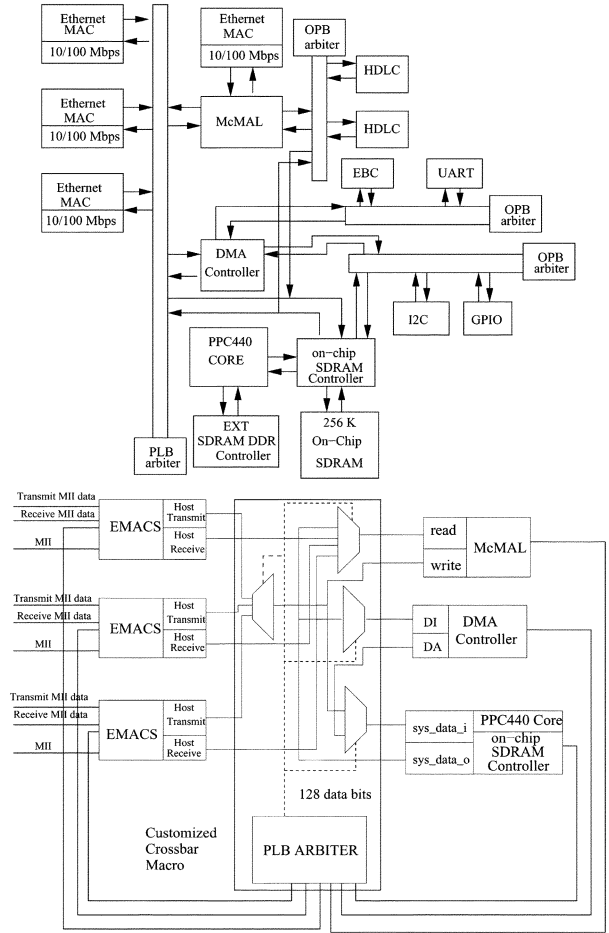 Ethernet
MAC
10/100 Mbps
Ethernet
MAC
10/100 Mbps
OPB
arbiter
HDLC
Ethernet
MAC
10/100 Mbps
McMAL
HDLC
Ethernet
MAC
10/100 Mbps
EBC
UART
OPB
arbiter
DMA
Controller
OPB
arbiter
I2C
GPIO
PPC440
CORE
on-chip
SDRAM
Controller
EXT
SDRAM DDR
Controller
256 K
On-Chip
SDRAM
PLB
arbiter
Transmit MII data
Receive MII data
MII
EMACS
Host
Transmit
Host
Receive
read
write
McMAL
Transmit MII data
Receive MII data
MII
EMACS
Host
Transmit
Host
Receive
DI
DA
DMA
Controller
Transmit MII data
Receive MII data
MII
EMACS
Host
Transmit
Host
Receive
sys_data_i
sys_data_o
PPC440 Core
on-chip
SDRAM
Controller
128 data bits
Customized
Crossbar
Macro
PLB ARBITER